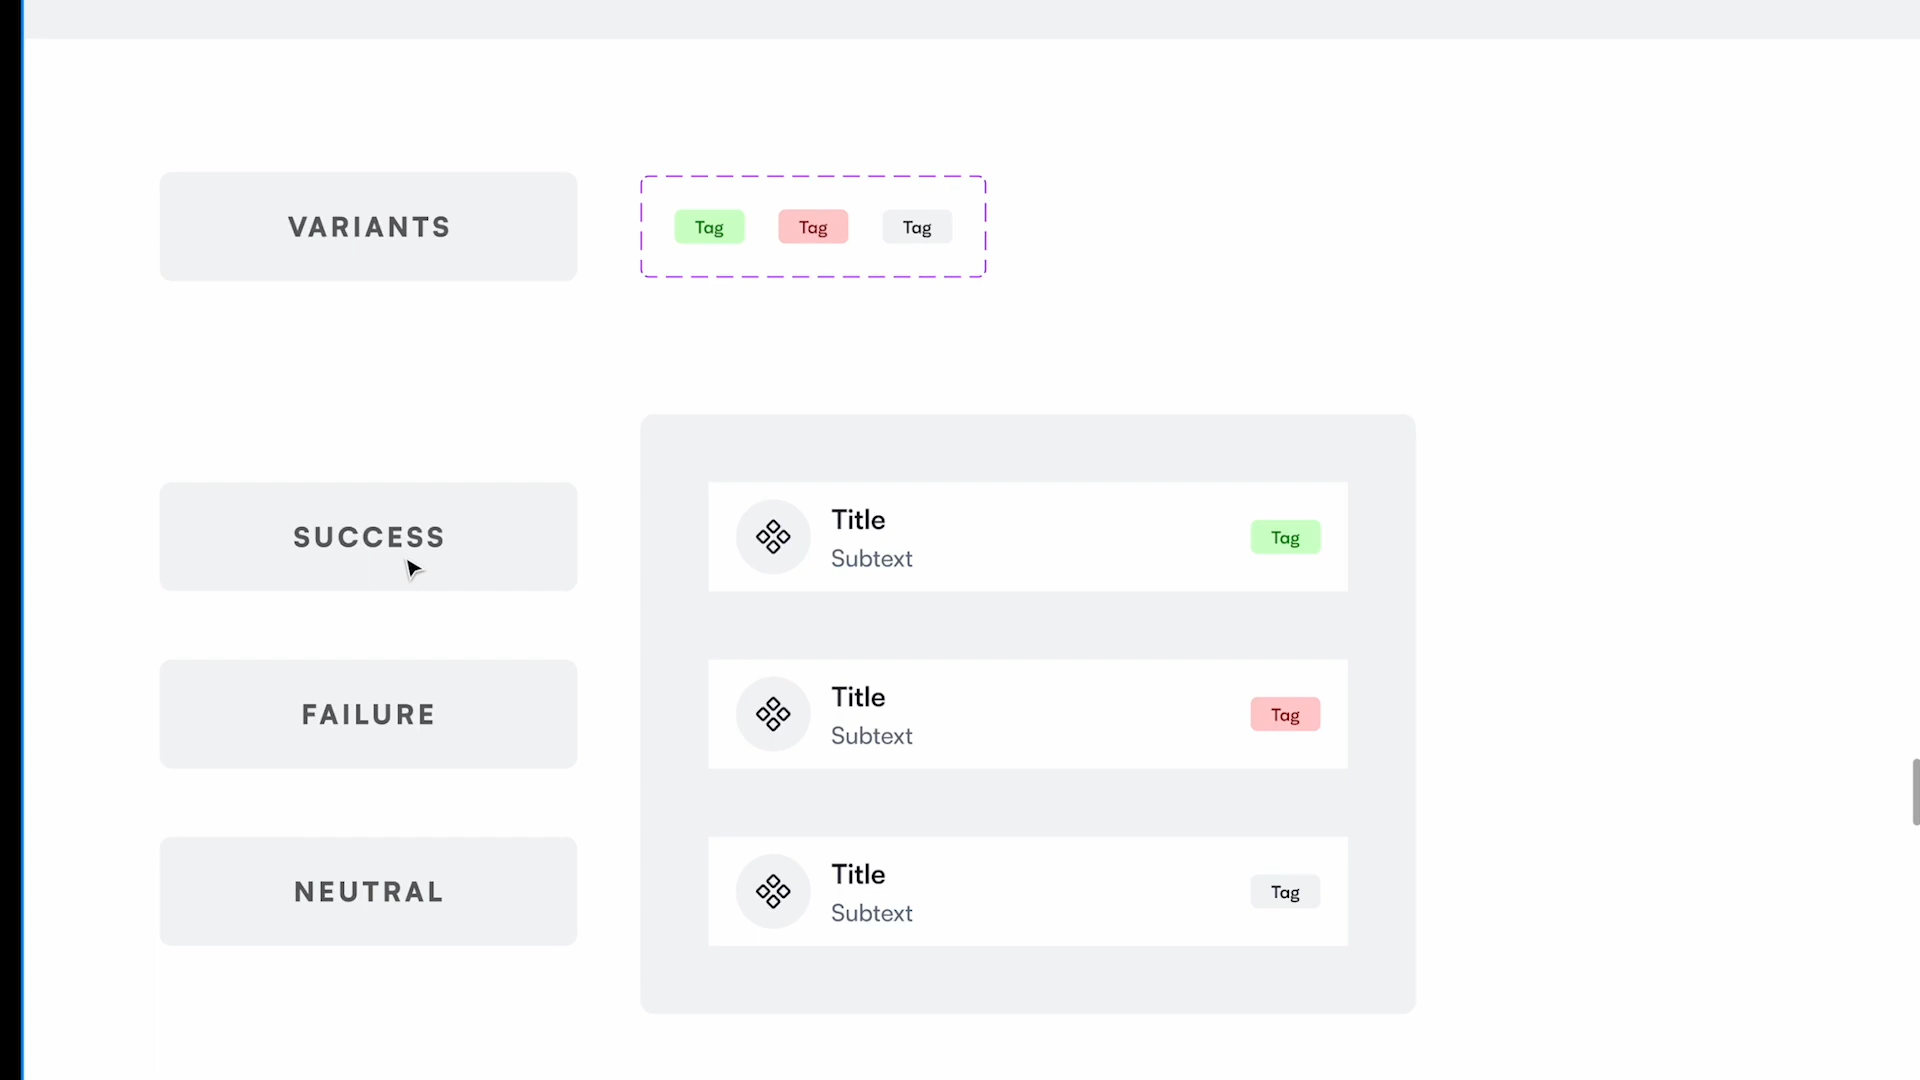 VARIANTS
Tag Tag Tag
SUCCESS
Title
Subtext
Tag
FAILURE
Title
Subtext
Tag
NEUTRAL
Title
Subtext
Tag